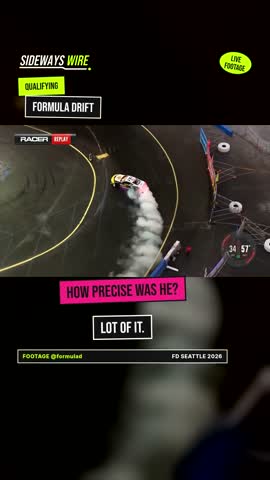 SIDEWAYS WIRE.
LIVE
FOOTAGE
QUALIFYING
FORMULA DRIFT
RACER REPLAY
34 57°
HOW PRECISE WAS HE?
LOT OF IT.
FOOTAGE @formulad
FD SEATTLE 2026